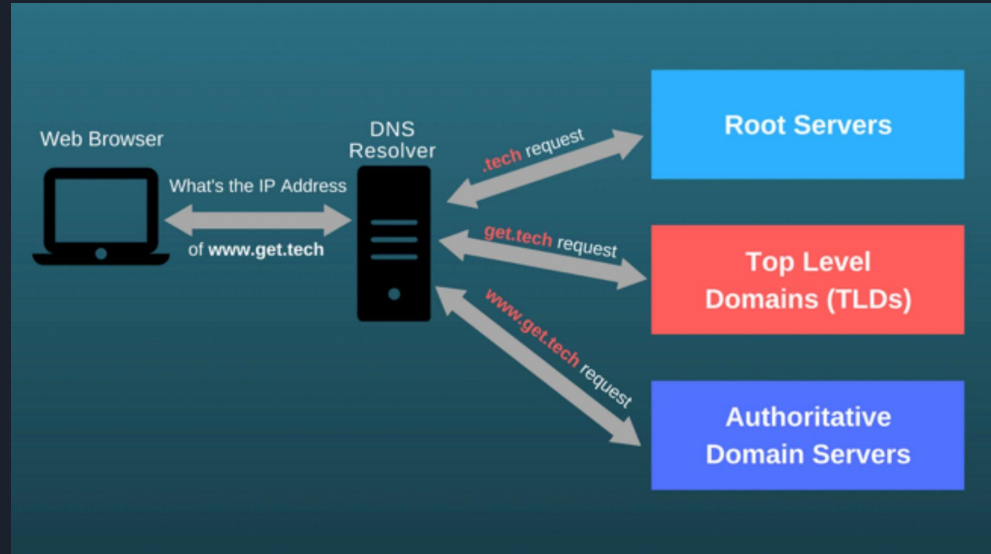 Web Browser
What's the IP Address
of www.get.tech
DNS
Resolver
.tech request
get.tech request
www.get.tech request
Root Servers
Top Level
Domains (TLDs)
Authoritative
Domain Servers